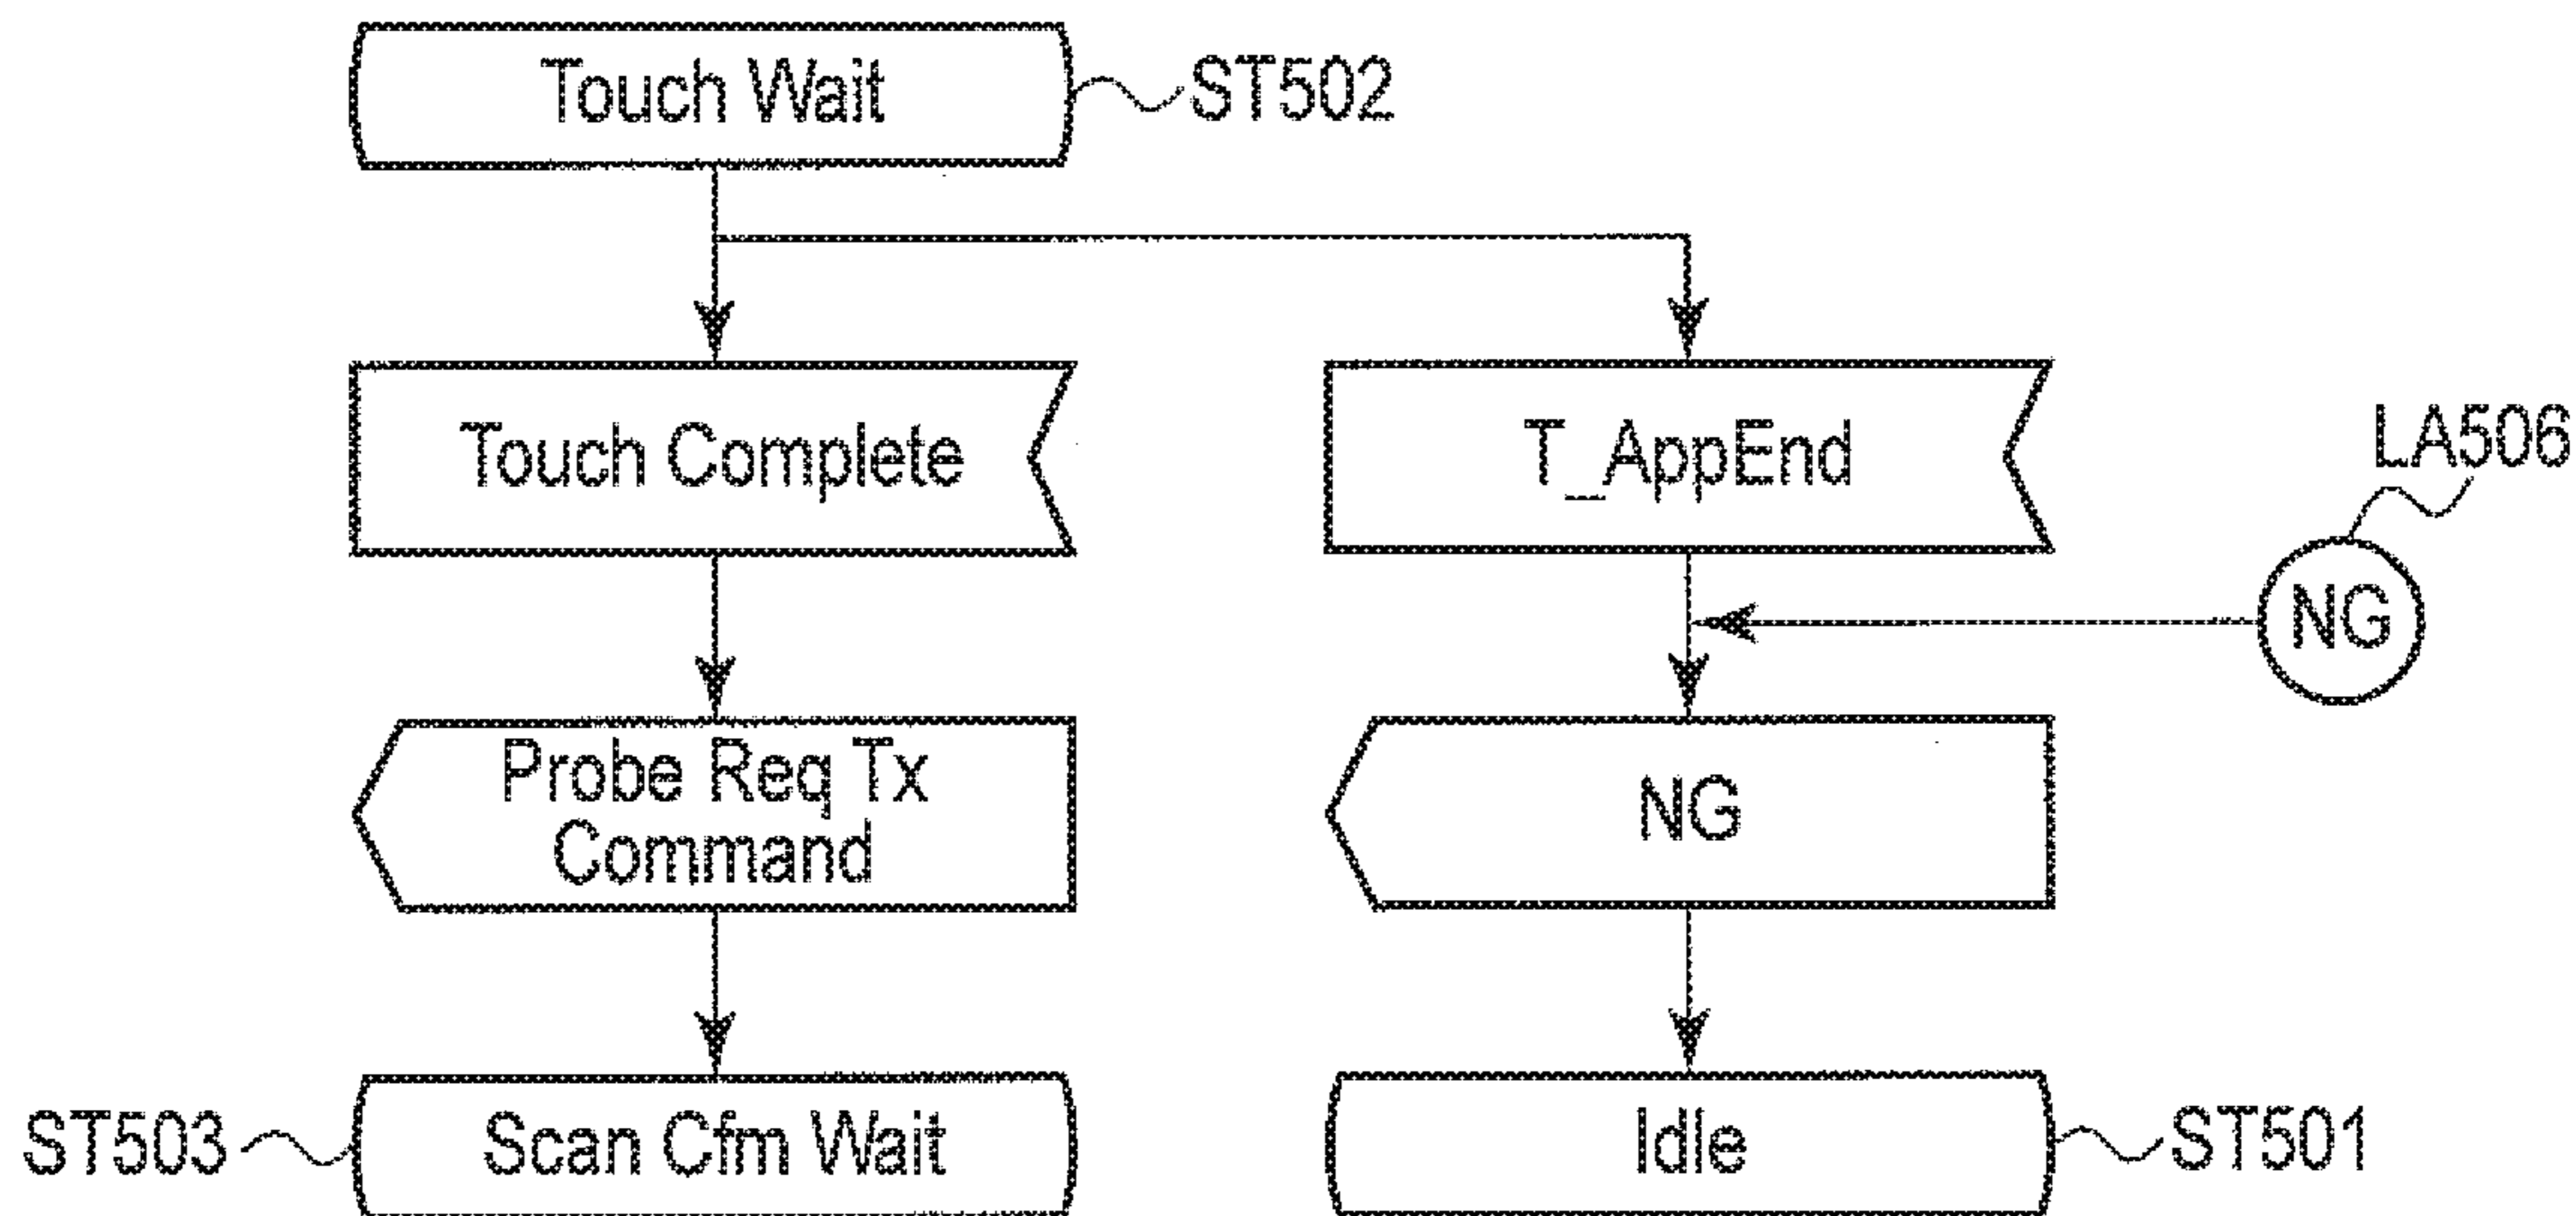 Touch Wait
ST502
Touch Complete
T_AppEnd
LA506
NG
Probe Req Tx
Command
NG
ST503
Scan Cfm Wait
Idle
ST501